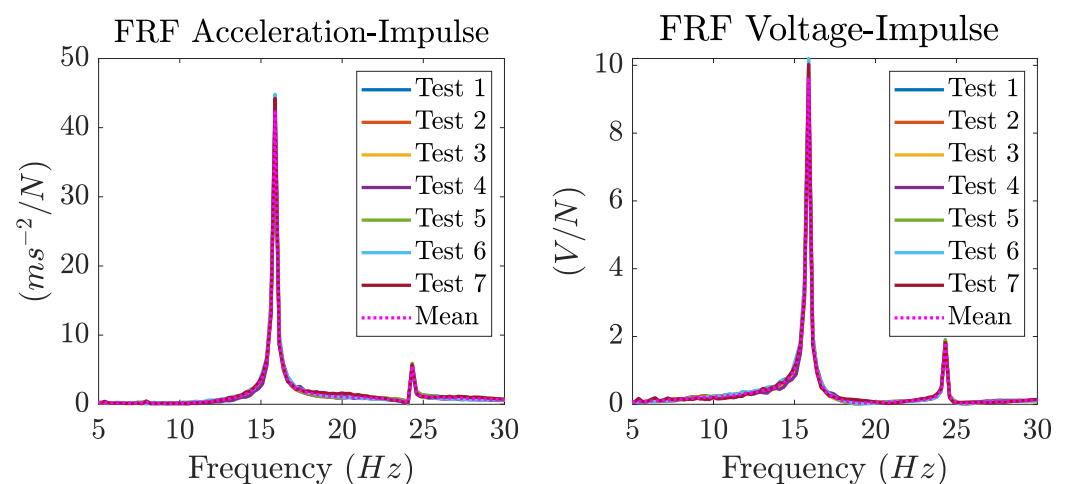 FRF Acceleration-Impulse
50
40
30
20
10
0
(ms⁻²/N)
Test 1
Test 2
Test 3
Test 4
Test 5
Test 6
Test 7
Mean
5 10 15 20 25 30
Frequency (Hz)
FRF Voltage-Impulse
10
8
6
4
2
0
(V/N)
Test 1
Test 2
Test 3
Test 4
Test 5
Test 6
Test 7
Mean
5 10 15 20 25 30
Frequency (Hz)